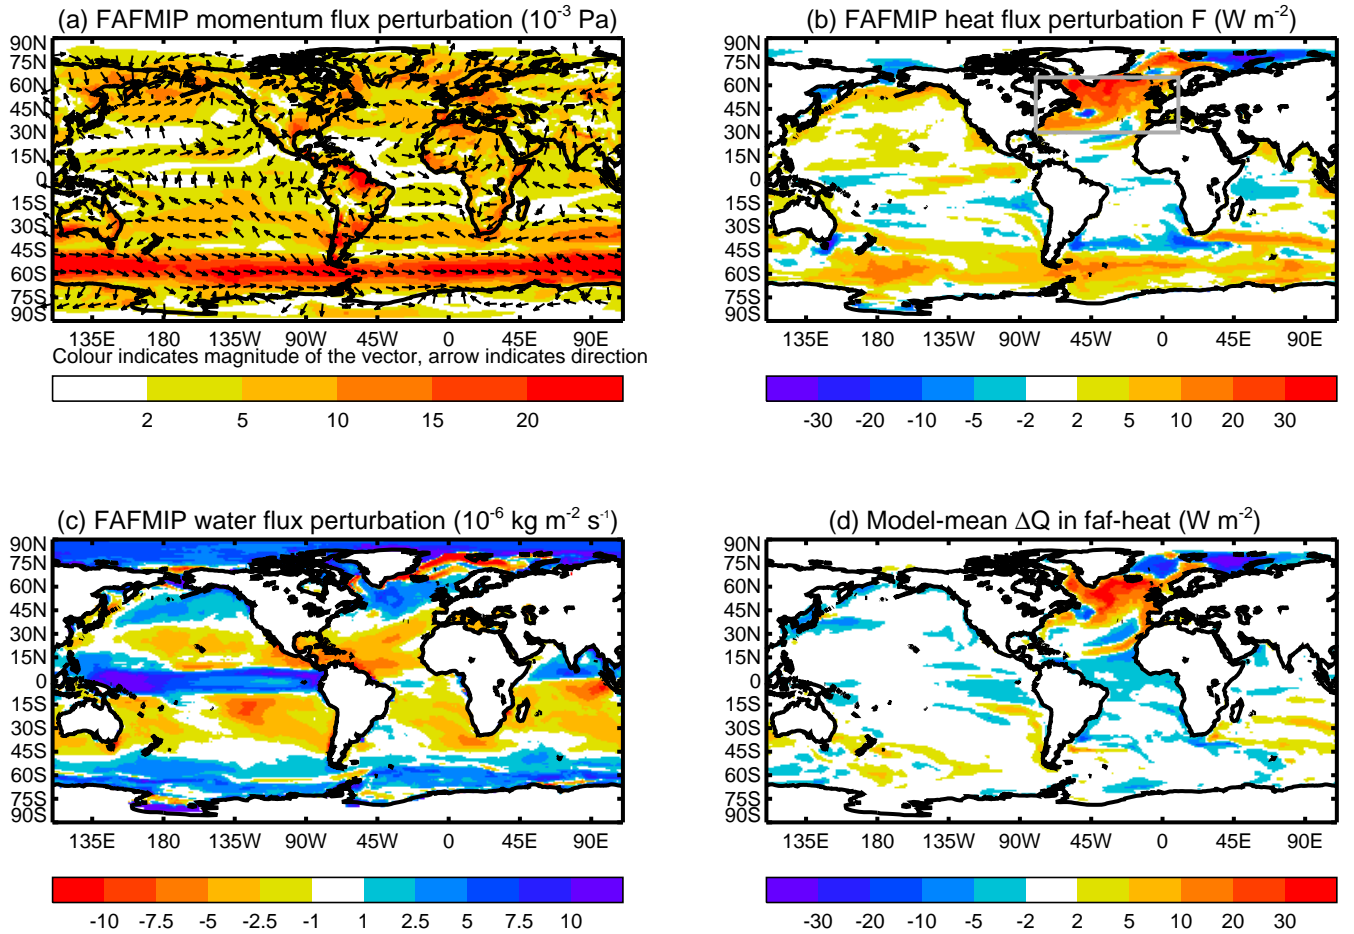 (a) FAFMIP momentum flux perturbation (10⁻³ Pa)
90N
75N
60N
45N
30N
15N
0
15S
30S
45S
60S
75S
90S
135E 180 135W 90W 45W 0 45E 90E
Colour indicates magnitude of the vector, arrow indicates direction
2 5 10 15 20
(b) FAFMIP heat flux perturbation F (W m⁻²)
90N
75N
60N
45N
30N
15N
0
15S
30S
45S
60S
75S
90S
135E 180 135W 90W 45W 0 45E 90E
-30 -20 -10 -5 -2 2 5 10 20 30
(c) FAFMIP water flux perturbation (10⁻⁶ kg m⁻² s⁻¹)
90N
75N
60N
45N
30N
15N
0
15S
30S
45S
60S
75S
90S
135E 180 135W 90W 45W 0 45E 90E
-10 -7.5 -5 -2.5 -1 1 2.5 5 7.5 10
(d) Model-mean ΔQ in faf-heat (W m⁻²)
90N
75N
60N
45N
30N
15N
0
15S
30S
45S
60S
75S
90S
135E 180 135W 90W 45W 0 45E 90E
-30 -20 -10 -5 -2 2 5 10 20 30